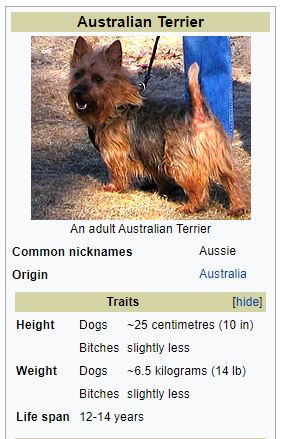 Australian Terrier
An adult Australian Terrier
Common nicknames Aussie
Origin Australia
Traits [hide]
Height Dogs ~25 centimetres (10 in)
Bitches slightly less
Weight Dogs ~6.5 kilograms (14 lb)
Bitches slightly less
Life span 12-14 years